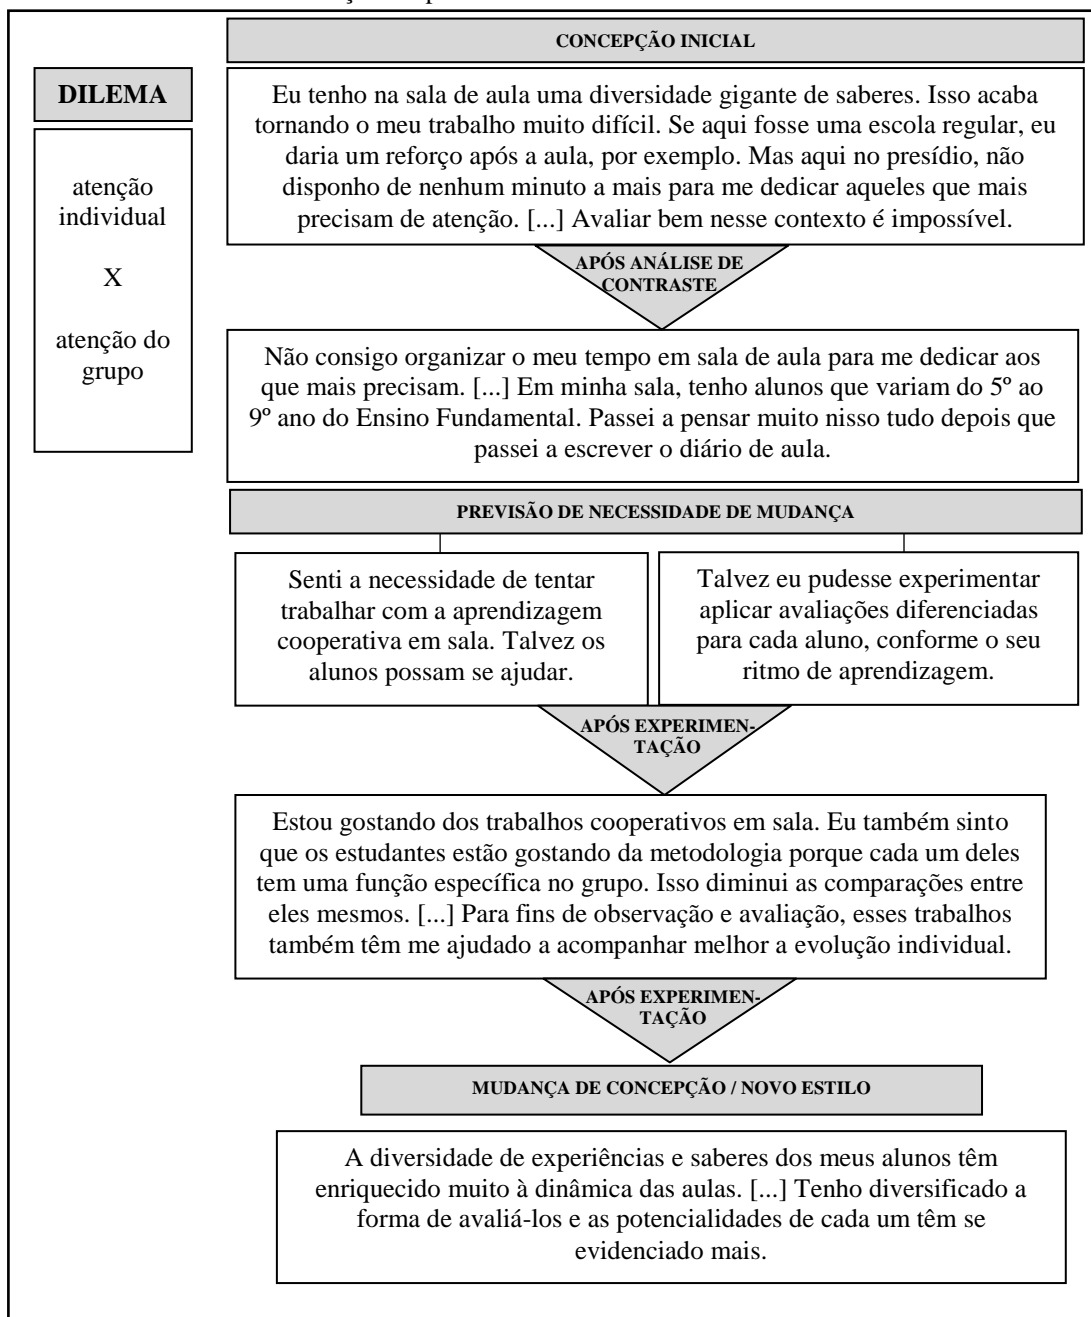 CONCEPÇÃO INICIAL
DILEMA
atenção
individual
X
atenção do
grupo
Eu tenho na sala de aula uma diversidade gigante de saberes. Isso acaba
tornando o meu trabalho muito difícil. Se aqui fosse uma escola regular, eu
daria um reforço após a aula, por exemplo. Mas aqui no presídio, não
disponho de nenhum minuto a mais para me dedicar aqueles que mais
precisam de atenção. [...] Avaliar bem nesse contexto é impossível.
APÓS ANÁLISE DE
CONTRASTE
Não consigo organizar o meu tempo em sala de aula para me dedicar aos
que mais precisam. [...] Em minha sala, tenho alunos que variam do 5º ao
9º ano do Ensino Fundamental. Passei a pensar muito nisso tudo depois que
passei a escrever o diário de aula.
PREVISÃO DE NECESSIDADE DE MUDANÇA
Senti a necessidade de tentar
trabalhar com a aprendizagem
cooperativa em sala. Talvez os
alunos possam se ajudar.
Talvez eu pudesse experimentar
aplicar avaliações diferenciadas
para cada aluno, conforme o seu
ritmo de aprendizagem.
APÓS EXPERIMEN-
TAÇÃO
Estou gostando dos trabalhos cooperativos em sala. Eu também sinto
que os estudantes estão gostando da metodologia porque cada um deles
tem uma função específica no grupo. Isso diminui as comparações entre
eles mesmos. [...] Para fins de observação e avaliação, esses trabalhos
também têm me ajudado a acompanhar melhor a evolução individual.
APÓS EXPERIMEN-
TAÇÃO
MUDANÇA DE CONCEPÇÃO / NOVO ESTILO
A diversidade de experiências e saberes dos meus alunos têm
enriquecido muito à dinâmica das aulas. [...] Tenho diversificado a
forma de avaliá-los e as potencialidades de cada um têm se
evidenciado mais.